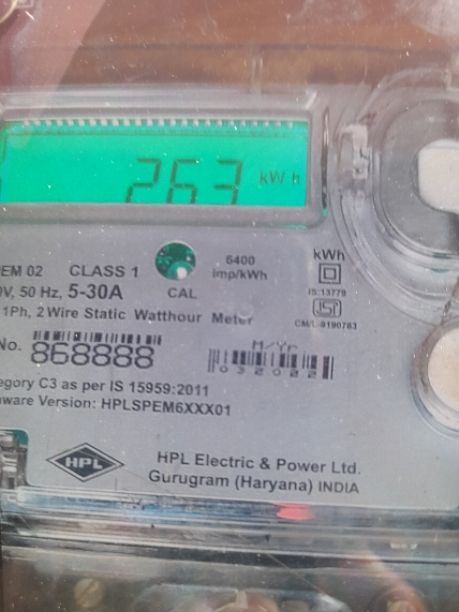 263 kWh
EM 02 CLASS 1
6400 imp/kWh
kWh
V, 50 Hz, 5-30A
CAL
IS:13779
1Ph, 2 Wire Static Watthour Meter
CM/L-9190763
No. 868888
M/Yr
032022
egory C3 as per IS 15959:2011
ware Version: HPLSPEM6XXX01
HPL
HPL Electric & Power Ltd.
Gurugram (Haryana) INDIA